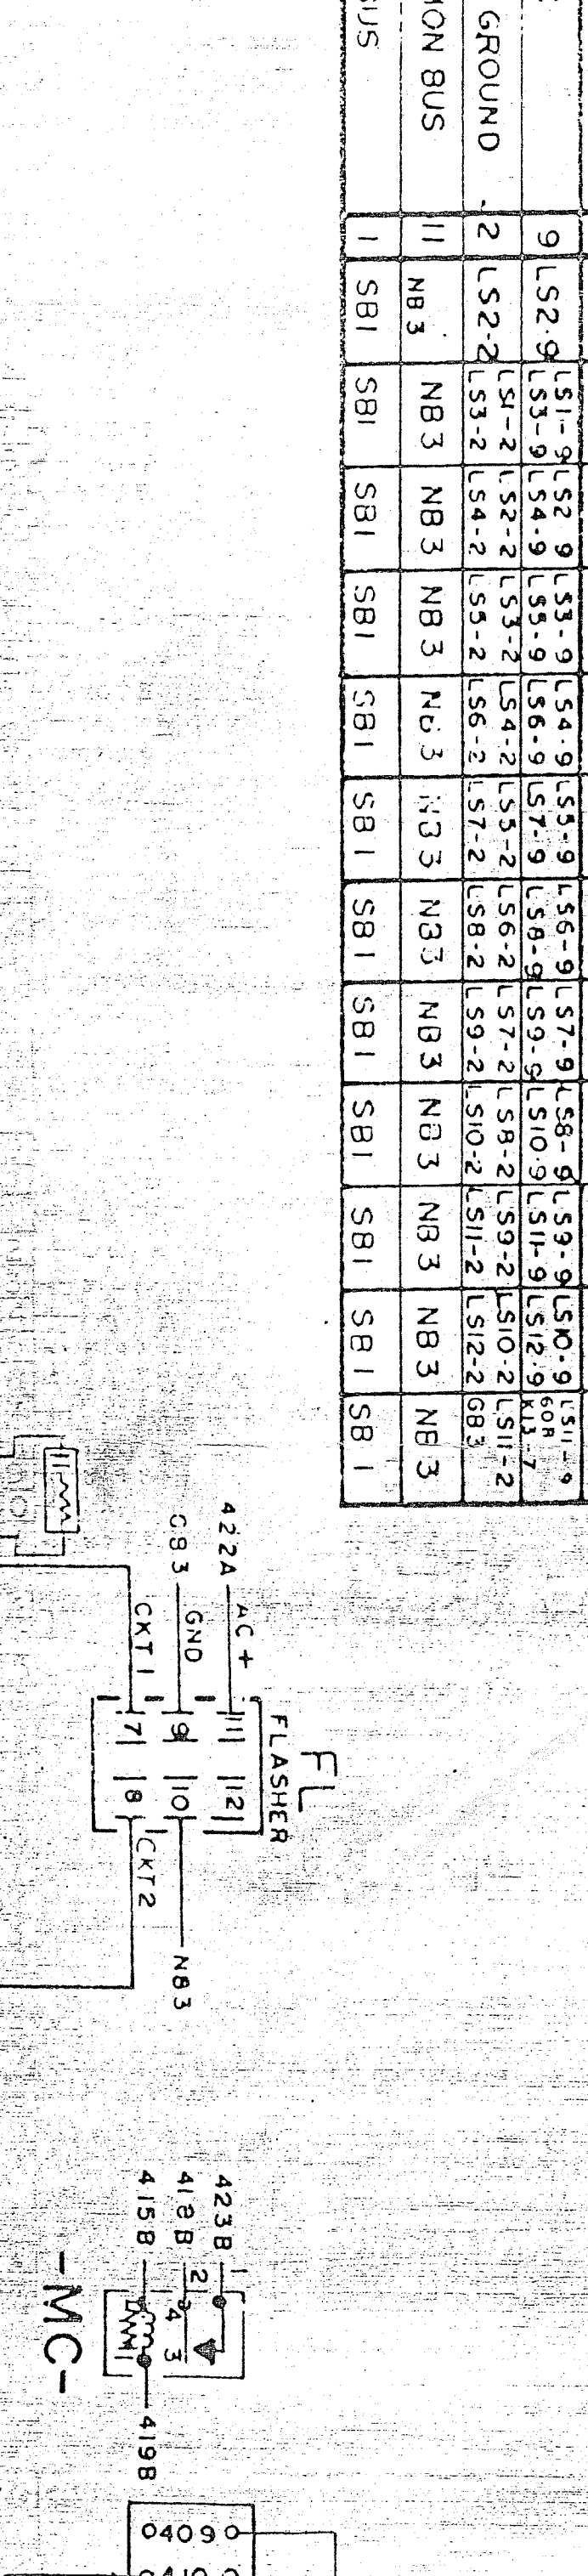 9 LS2-9 LS1-9 LS3-9 LS2 9 LS4-9 LS3-9 LS5-9 LS4-9 LS6-9 LS5-9 LS7-9 LS6-9 LS8-9 LS7-9 LS9-9 LS8-9 LS10-9 LS9-9 LS11-9 LS10-9 LS12-9 LS11-9 60A K13-7
GROUND -2 LS2-2 LS1-2 LS3-2 LS2-2 LS4-2 LS3-2 LS5-2 LS4-2 LS6-2 LS5-2 LS7-2 LS6-2 LS8-2 LS7-2 LS9-2 LS8-2 LS10-2 LS9-2 LS11-2 LS10-2 LS12-2 LS11-2 GB3
MON BUS 11 NB3 NB3 NB3 NB3 NB3 NB3 NB3 NB3 NB3 NB3 NB3 NB3
BUS 1 SB1 SB1 SB1 SB1 SB1 SB1 SB1 SB1 SB1 SB1 SB1 SB1
FL
FLASHER
422A AC + 11 12
GB3 GND 9 10 NB3
CKT 1 7 8 CKT 2
423B 1
418B 2 4 3
415B 419B
-MC-
0409